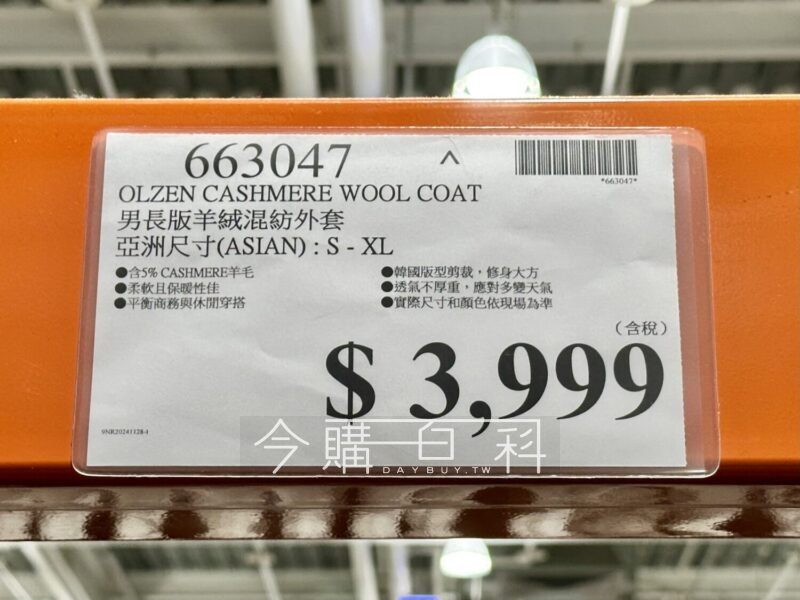 663047
^
*663047*
OLZEN CASHMERE WOOL COAT
男長版羊絨混紡外套
亞洲尺寸(ASIAN) : S - XL
●含5% CASHMERE羊毛
●柔軟且保暖性佳
●平衡商務與休閒穿搭
●韓國版型剪裁，修身大方
●透氣不厚重，應對多變天氣
●實際尺寸和顏色依現場為準
（含稅）
$ 3,999
9NR20241128-1
今購百科
DAYBUY.TW